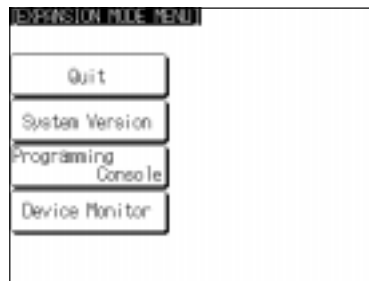 [EXPANSION MODE MENU]
Quit
System Version
Programming
Console
Device Monitor